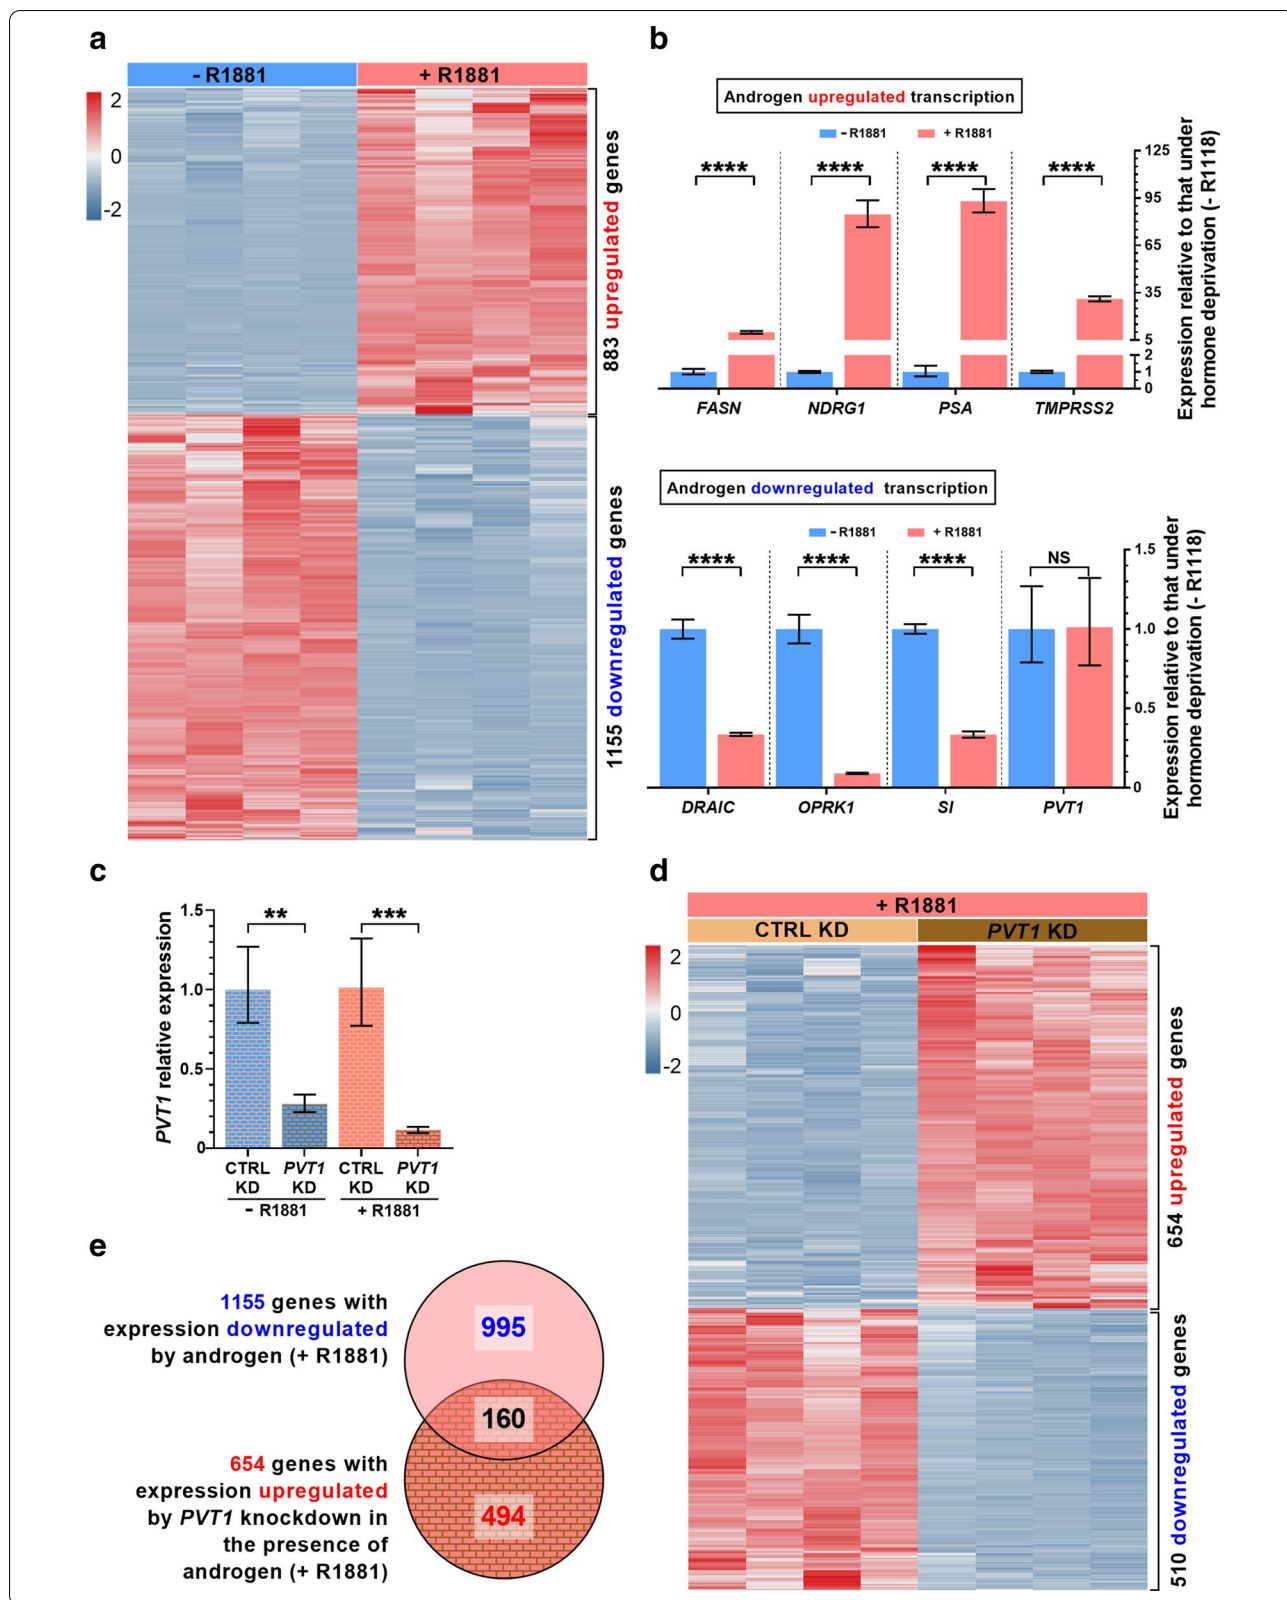 a
- R1881
+ R1881
2
0
-2
883 upregulated genes
1155 downregulated genes
b
Androgen upregulated transcription
- R1881
+ R1881
****
****
****
****
125
95
65
35
5
2
1
0
FASN
NDRG1
PSA
TMPRSS2
Expression relative to that under
hormone deprivation (- R1118)
Androgen downregulated transcription
- R1881
+ R1881
****
****
****
NS
1.5
1.0
0.5
0
DRAIC
OPRK1
SI
PVT1
Expression relative to that under
hormone deprivation (- R1118)
c
PVT1 relative expression
1.5
1.0
0.5
0
**
***
CTRL KD
PVT1 KD
CTRL KD
PVT1 KD
- R1881
+ R1881
d
+ R1881
CTRL KD
PVT1 KD
2
0
-2
654 upregulated genes
510 downregulated genes
e
1155 genes with
expression downregulated
by androgen (+ R1881)
995
160
654 genes with
expression upregulated
by PVT1 knockdown in
the presence of
androgen (+ R1881)
494